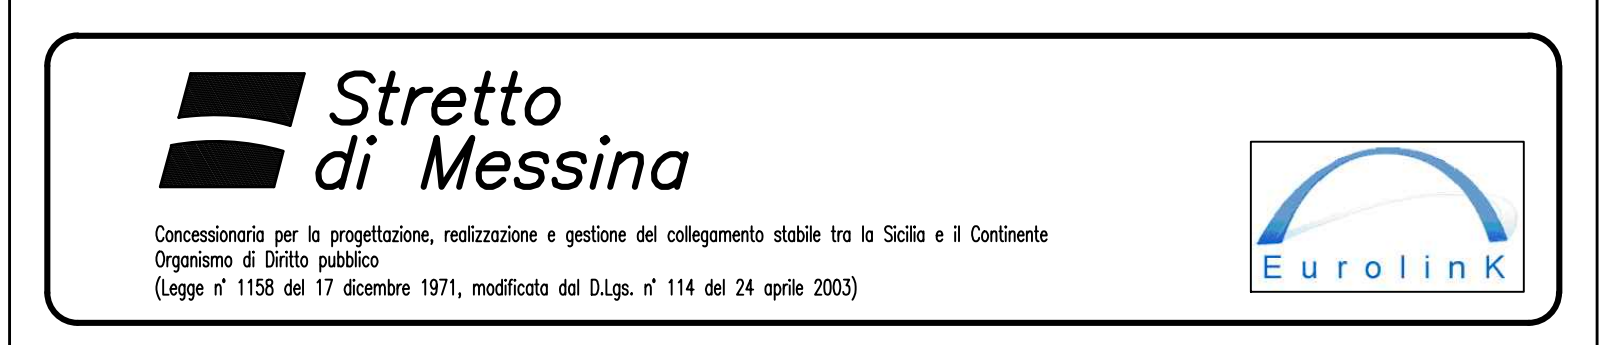 Stretto
di Messina
Concessionaria per la progettazione, realizzazione e gestione del collegamento stabile tra la Sicilia e il Continente
Organismo di Diritto pubblico
(Legge n° 1158 del 17 dicembre 1971, modificata dal D.Lgs. n° 114 del 24 aprile 2003)
EurolinK